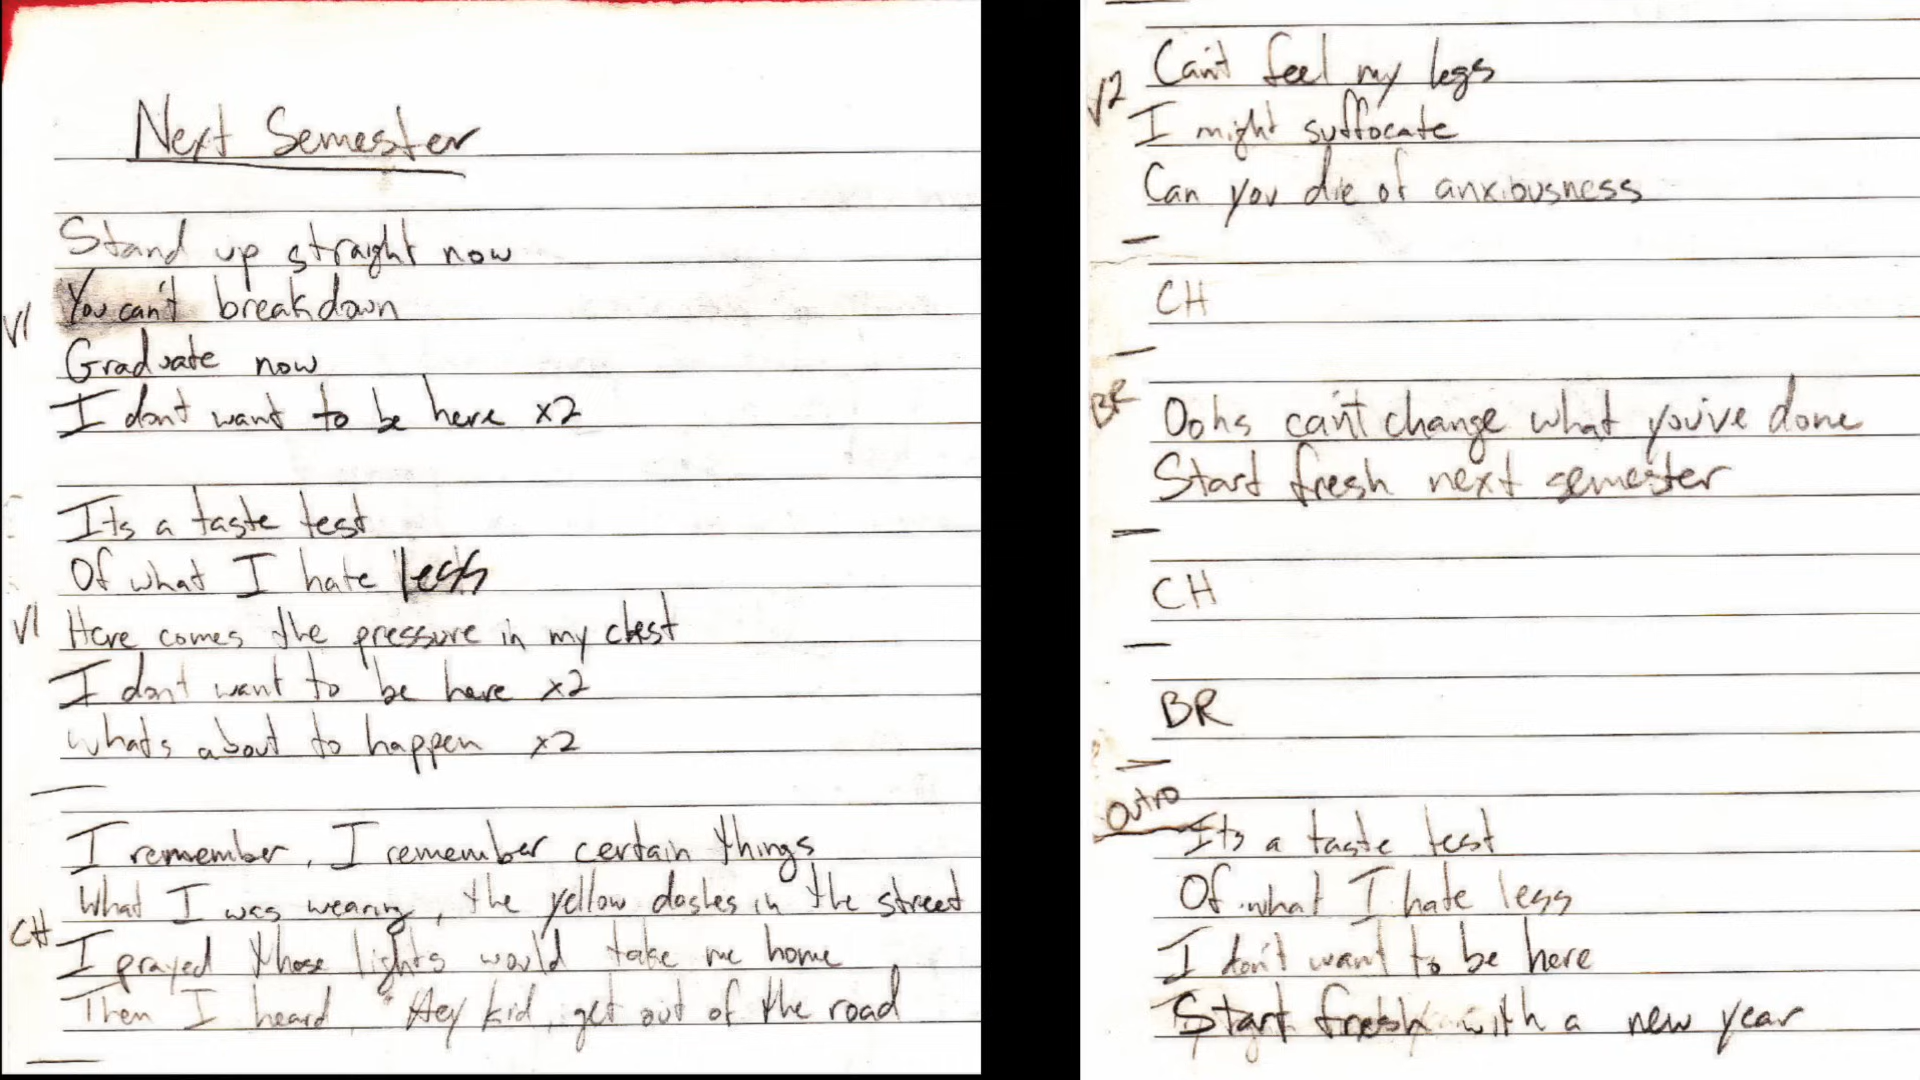 Next Semester
Stand up straight now
V1
You can't breakdown
Graduate now
I dont want to be here x2
Its a taste test
Of what I hate less
V1
Here comes the pressure in my chest
I dont want to be here x2
whats about to happen x2
I remember, I remember certain things
What I was wearing, the yellow dashes in the street
CH
I prayed those lights would take me home
Then I heard, "Hey kid, get out of the road
Can't feel my legs
V2
I might suffocate
Can you die of anxiousness
CH
BR
Oohs can't change what you've done
Start fresh next semester
CH
BR
Outro
Its a taste test
Of what I hate less
I don't want to be here
Start fresh with a new year